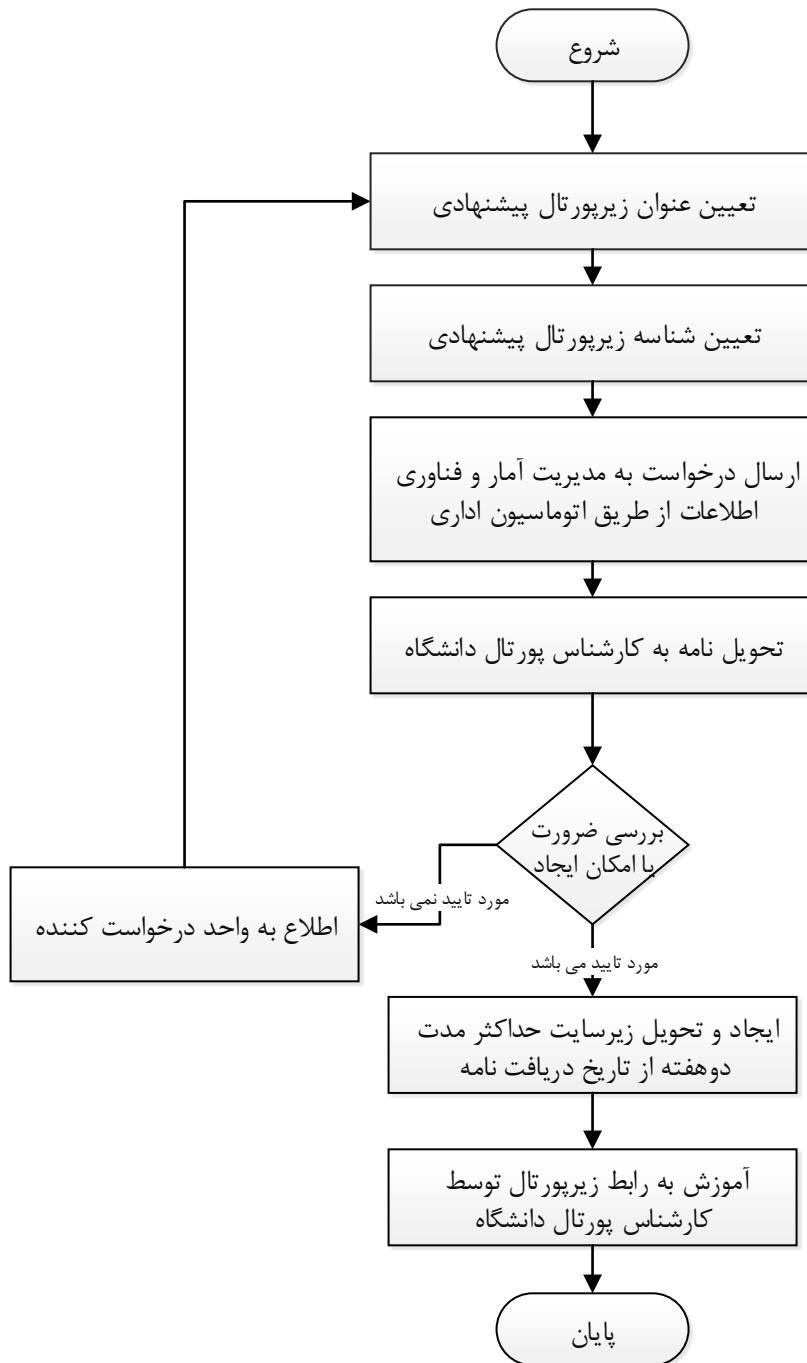 شروع
تعیین عنوان زیرپورتال پیشنهادی
تعیین شناسه زیرپورتال پیشنهادی
ارسال درخواست به مدیریت آمار و فناوری
اطلاعات از طریق اتوماسیون اداری
تحویل نامه به کارشناس پورتال دانشگاه
بررسی ضرورت
یا امکان ایجاد
مورد تایید نمی باشد
اطلاع به واحد درخواست کننده
مورد تایید می باشد
ایجاد و تحویل زیرسایت حداکثر مدت
دوهفته از تاریخ دریافت نامه
آموزش به رابط زیرپورتال توسط
کارشناس پورتال دانشگاه
پایان